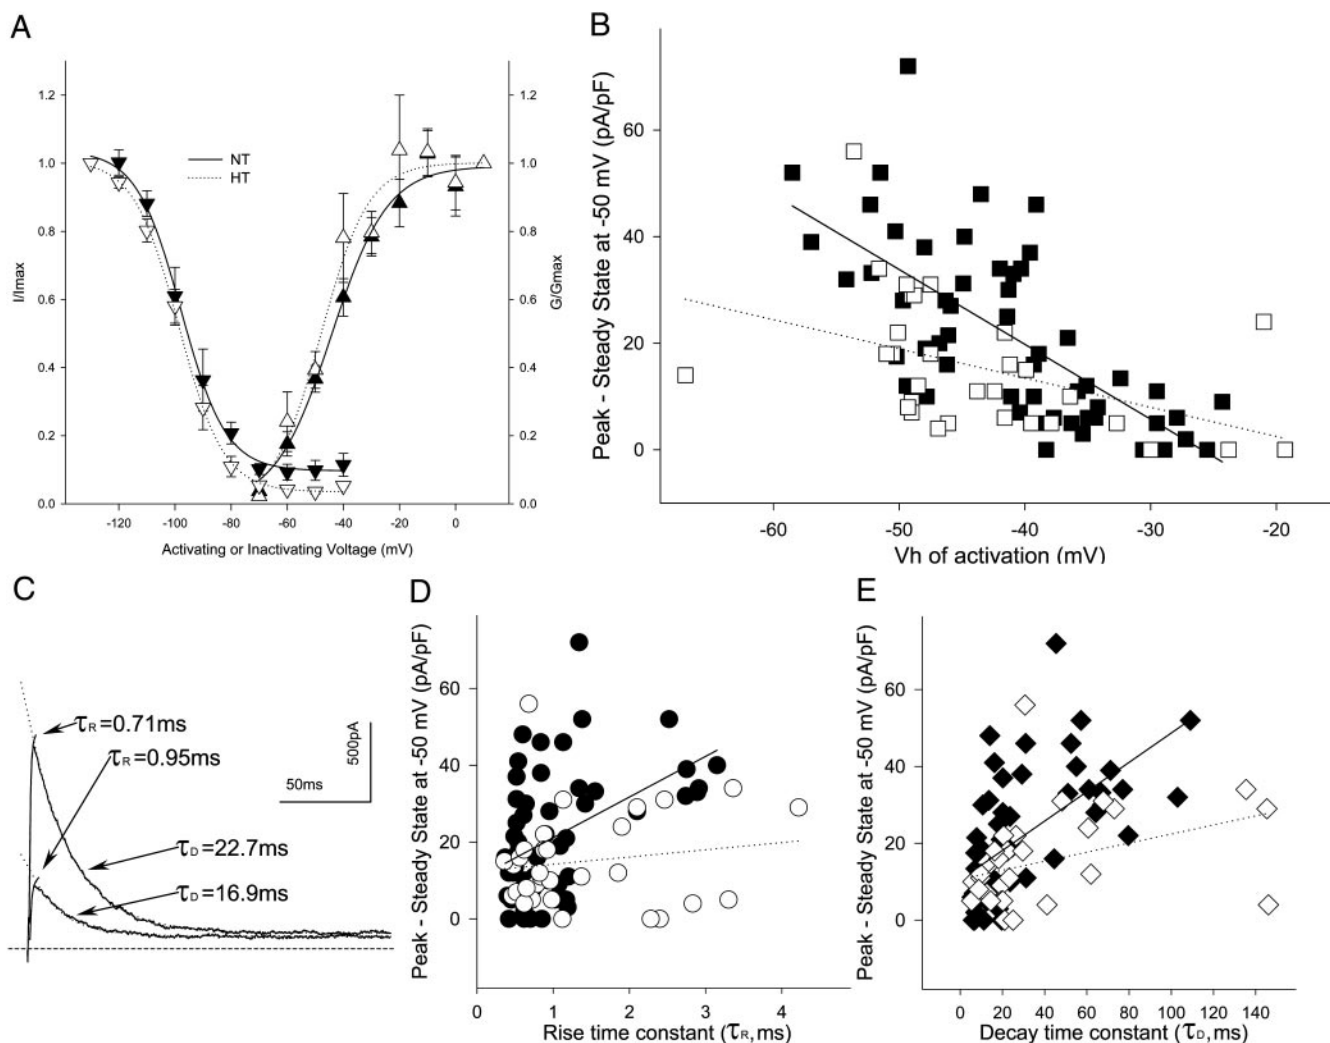 A
I/Imax
1.2
1.0
0.8
0.6
0.4
0.2
0.0
NT
HT
1.2
1.0
0.8
0.6
0.4
0.2
0.0
G/Gmax
-120
-100
-80
-60
-40
-20
0
Activating or Inactivating Voltage (mV)
B
Peak - Steady State at -50 mV (pA/pF)
60
40
20
0
-60
-50
-40
-30
-20
Vh of activation (mV)
C
τR=0.71ms
τR=0.95ms
500pA
50ms
τD=22.7ms
τD=16.9ms
D
Peak - Steady State at -50 mV (pA/pF)
60
40
20
0
0
1
2
3
4
Rise time constant (τR, ms)
E
Peak - Steady State at -50 mV (pA/pF)
60
40
20
0
0
20
40
60
80
100
120
140
Decay time constant (τD, ms)